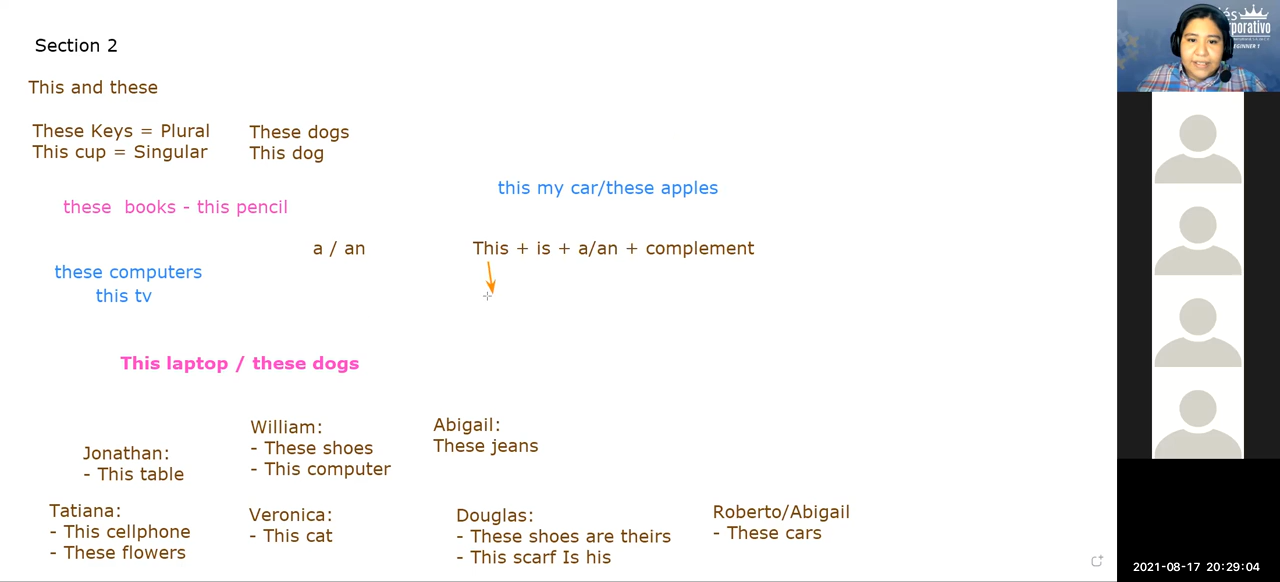 Section 2
This and these
These Keys = Plural
This cup = Singular
These dogs
This dog
this my car/these apples
these  books - this pencil
a / an
This + is + a/an + complement
these computers
this tv
This laptop / these dogs
Jonathan:
- This table
William:
- These shoes
- This computer
Abigail:
These jeans
Tatiana:
- This cellphone
- These flowers
Veronica:
- This cat
Douglas:
- These shoes are theirs
- This scarf Is his
Roberto/Abigail
- These cars
BEGINNER 1
2021-08-17 20:29:04